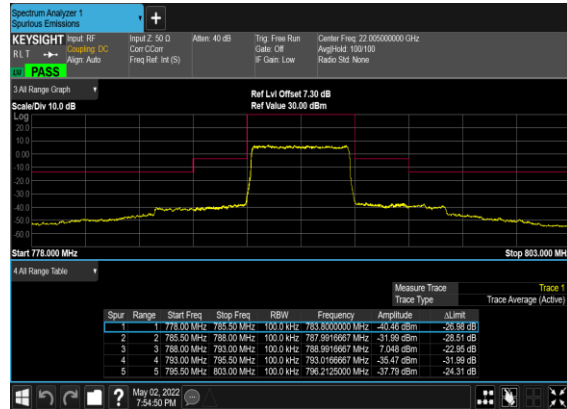 Spectrum Analyzer 1
Spurious Emissions
KEYSIGHT Input: RF Input Z: 50 Ω Atten: 40 dB Trig: Free Run Center Freq: 22.005000000 GHz
RLT Coupling: DC Corr CCorr Gate: Off Avg|Hold: 100/100
Align: Auto Freq Ref: Int (S) IF Gain: Low Radio Std: None
PASS
3 All Range Graph
Ref Lvl Offset 7.30 dB
Scale/Div 10.0 dB Ref Value 30.00 dBm
Log
20.0
10.0
0.00
-10.0
-20.0
-30.0
-40.0
-50.0
-60.0
Start 778.000 MHz Stop 803.000 MH
4 All Range Table
Measure Trace Trace 1
Trace Type Trace Average (Active)
Spur Range Start Freq Stop Freq RBW Frequency Amplitude ΔLimit
1 1 778.00 MHz 785.50 MHz 100.0 kHz 783.8000000 MHz -40.46 dBm -26.98 dB
2 2 785.50 MHz 788.00 MHz 100.0 kHz 787.9916667 MHz -31.99 dBm -28.51 dB
3 3 788.00 MHz 793.00 MHz 100.0 kHz 788.9916667 MHz 7.048 dBm -22.95 dB
4 4 793.00 MHz 795.50 MHz 100.0 kHz 793.0166667 MHz -35.47 dBm -31.99 dB
5 5 795.50 MHz 803.00 MHz 100.0 kHz 796.2125000 MHz -37.79 dBm -24.31 dB
May 02, 2022
7:54:50 PM